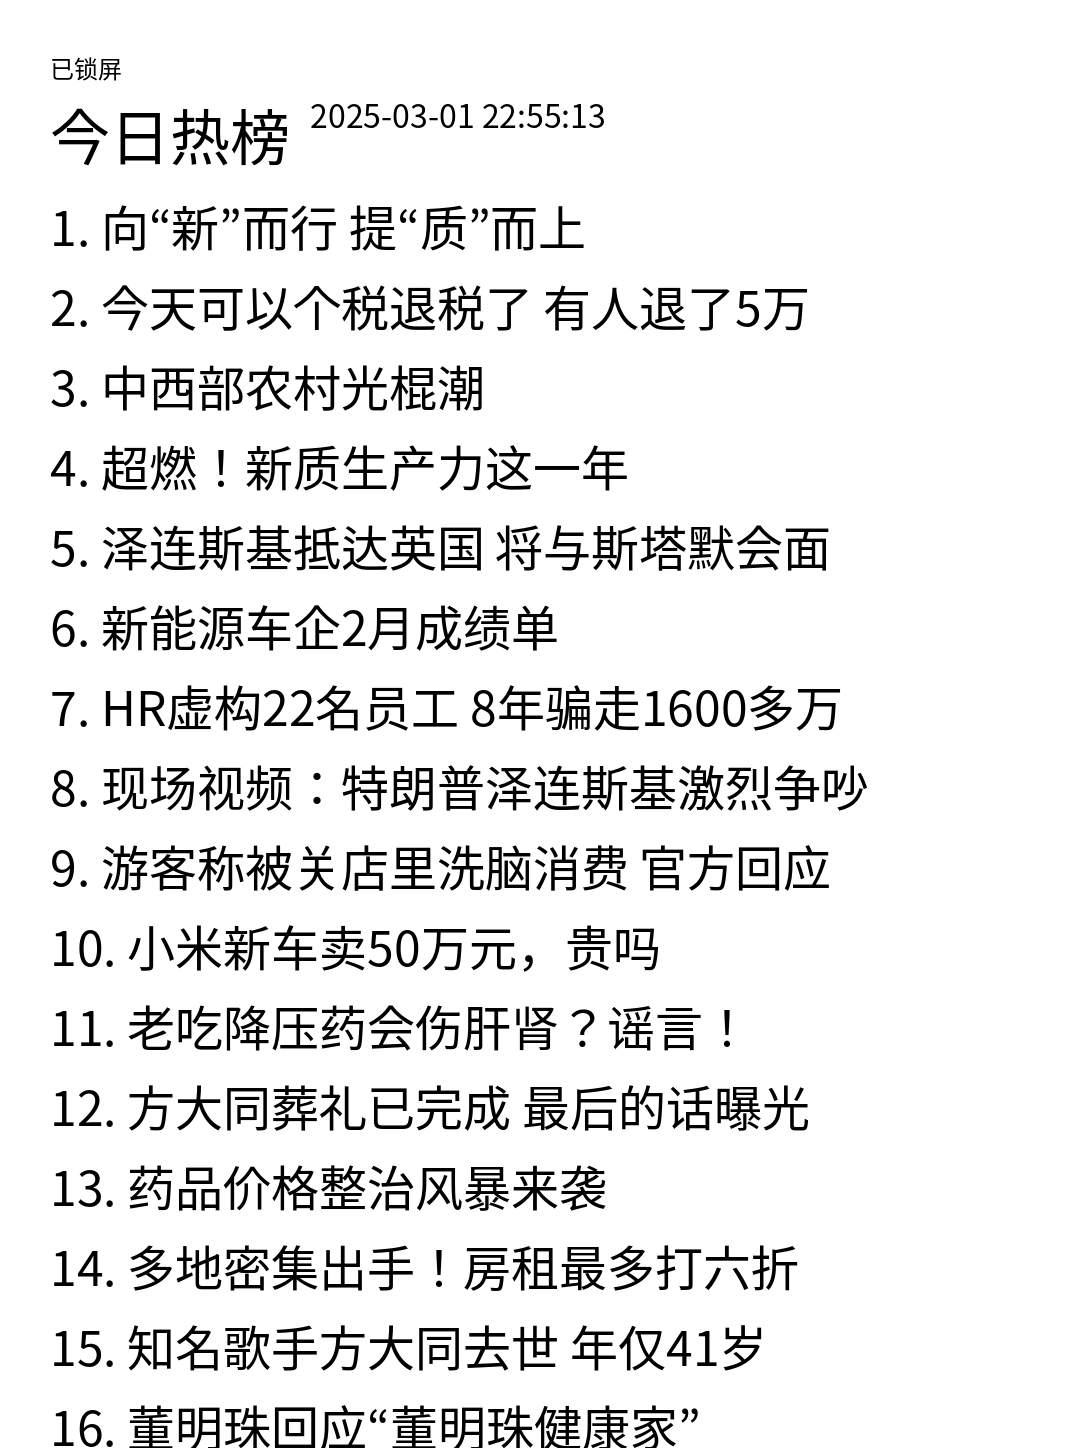 已锁屏
今日热榜 2025-03-01 22:55:13
1. 向“新”而行 提“质”而上
2. 今天可以个税退税了 有人退了5万
3. 中西部农村光棍潮
4. 超燃！新质生产力这一年
5. 泽连斯基抵达英国 将与斯塔默会面
6. 新能源车企2月成绩单
7. HR虚构22名员工 8年骗走1600多万
8. 现场视频：特朗普泽连斯基激烈争吵
9. 游客称被关店里洗脑消费 官方回应
10. 小米新车卖50万元，贵吗
11. 老吃降压药会伤肝肾？谣言！
12. 方大同葬礼已完成 最后的话曝光
13. 药品价格整治风暴来袭
14. 多地密集出手！房租最多打六折
15. 知名歌手方大同去世 年仅41岁
16. 董明珠回应“董明珠健康家”